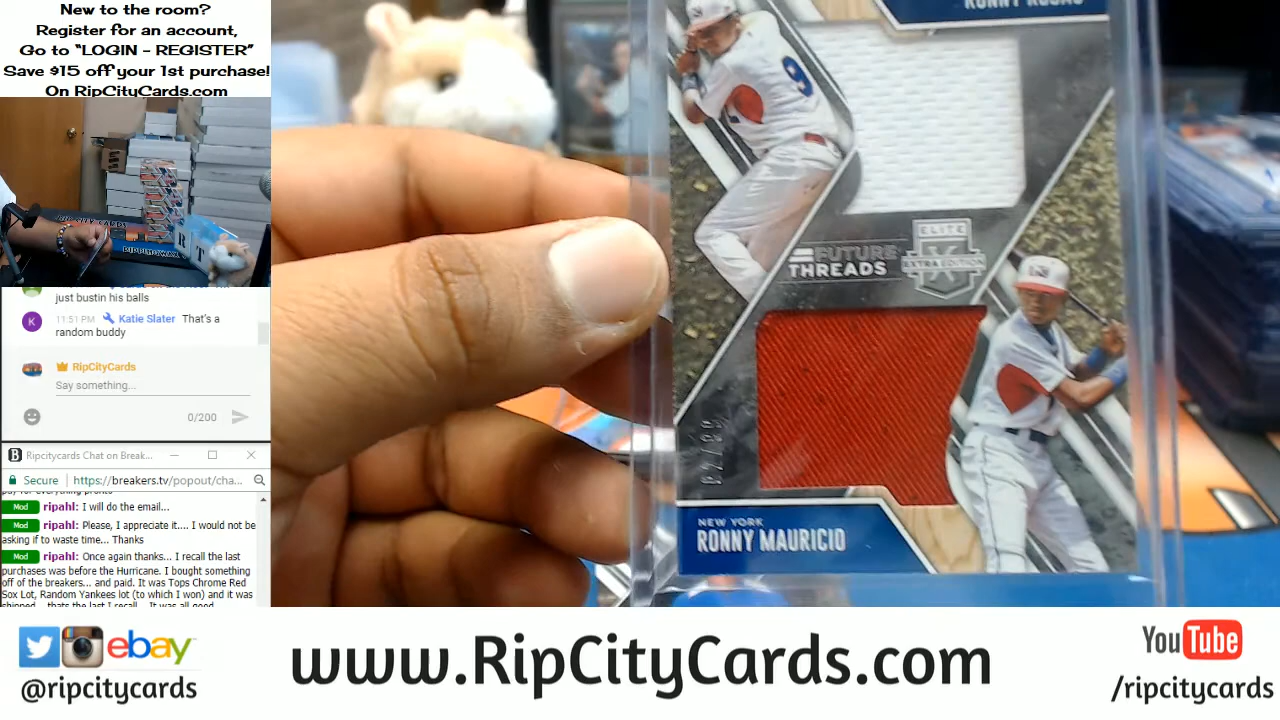 New to the room?
Register for an account,
Go to “LOGIN - REGISTER”
Save $15 off your 1st purchase!
On RipCityCards.com
just bustin his balls
K 11:51 PM Katie Slater That's a
random buddy
RipCityCards
Say something...
0/200
B Ripcitycards Chat on Break...
Secure https://breakers.tv/popout/cha...
Mod ripahl: I will do the email...
Mod ripahl: Please, I appreciate it.... I would not be
asking if to waste time... Thanks
Mod ripahl: Once again thanks... I recall the last
purchases was before the Hurricane. I bought something
off of the breakers... and paid. It was Tops Chrome Red
Sox Lot, Random Yankees lot (to which I won) and it was
9
FUTURE
THREADS
ELITE
X
EXTRA EDITION
NEW YORK
RONNY MAURICIO
ebay
@ripcitycards
www.RipCityCards.com
YouTube
/ripcitycards